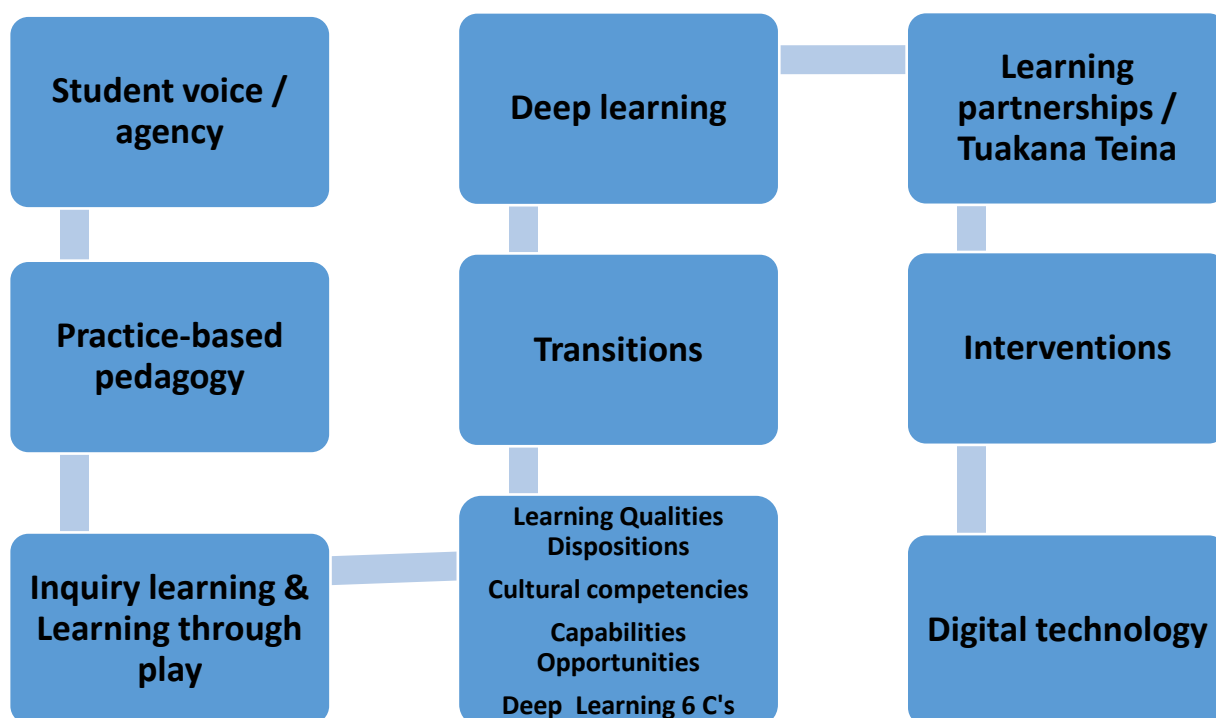 Student voice /
agency
Practice-based
pedagogy
Inquiry learning &
Learning through
play
Learning Qualities
Dispositions
Cultural competencies
Capabilities
Opportunities
Deep  Learning 6 C's
Transitions
Deep learning
Learning
partnerships /
Tuakana Teina
Interventions
Digital technology